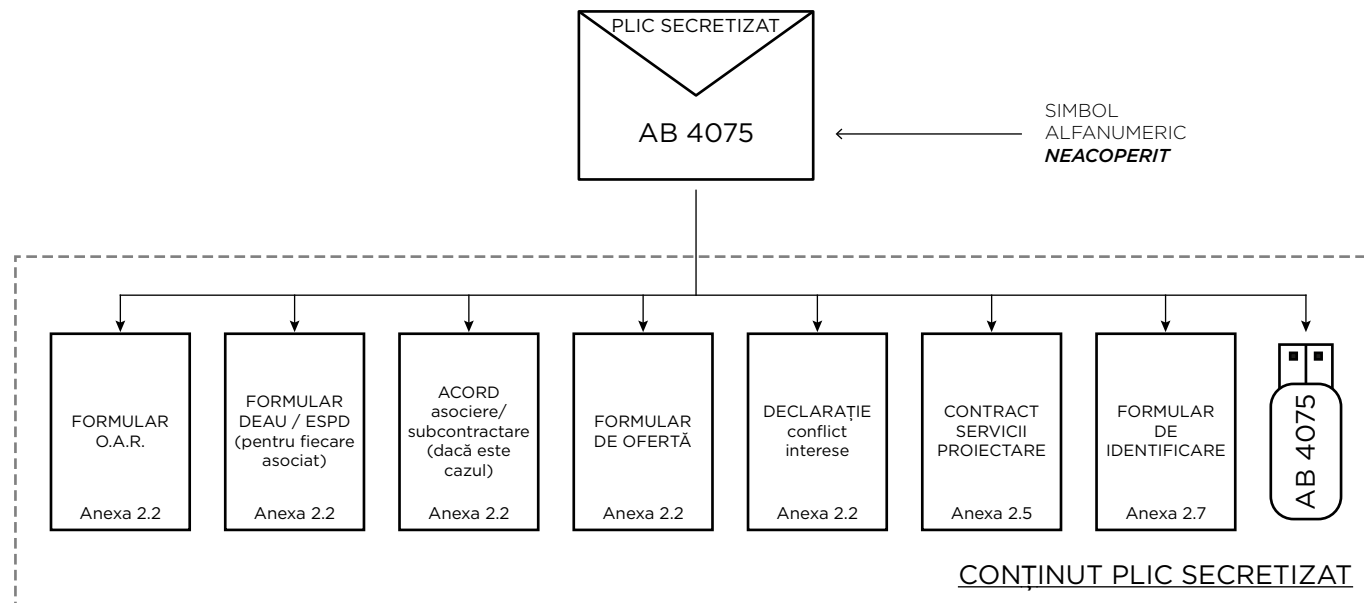 PLIC SECRETIZAT
AB 4075
SIMBOL
ALFANUMERIC
NEACOPERIT
FORMULAR
O.A.R.
Anexa 2.2
FORMULAR
DEAU / ESPD
(pentru fiecare
asociat)
Anexa 2.2
ACORD
asociere/
subcontractare
(dacă este
cazul)
Anexa 2.2
FORMULAR
DE OFERTĂ
Anexa 2.2
DECLARAȚIE
conflict
interese
Anexa 2.2
CONTRACT
SERVICII
PROIECTARE
Anexa 2.5
FORMULAR
DE
IDENTIFICARE
Anexa 2.7
AB 4075
CONȚINUT PLIC SECRETIZAT